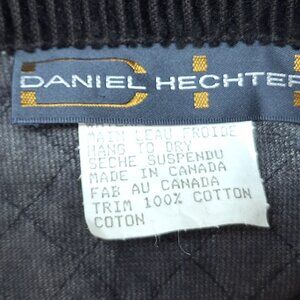 DANIEL HECHTER
MAIN L'EAU FROIDE
HANG TO DRY
SECHE SUSPENDU
MADE IN CANADA
FAB AU CANADA
TRIM 100% COTTON
COTON